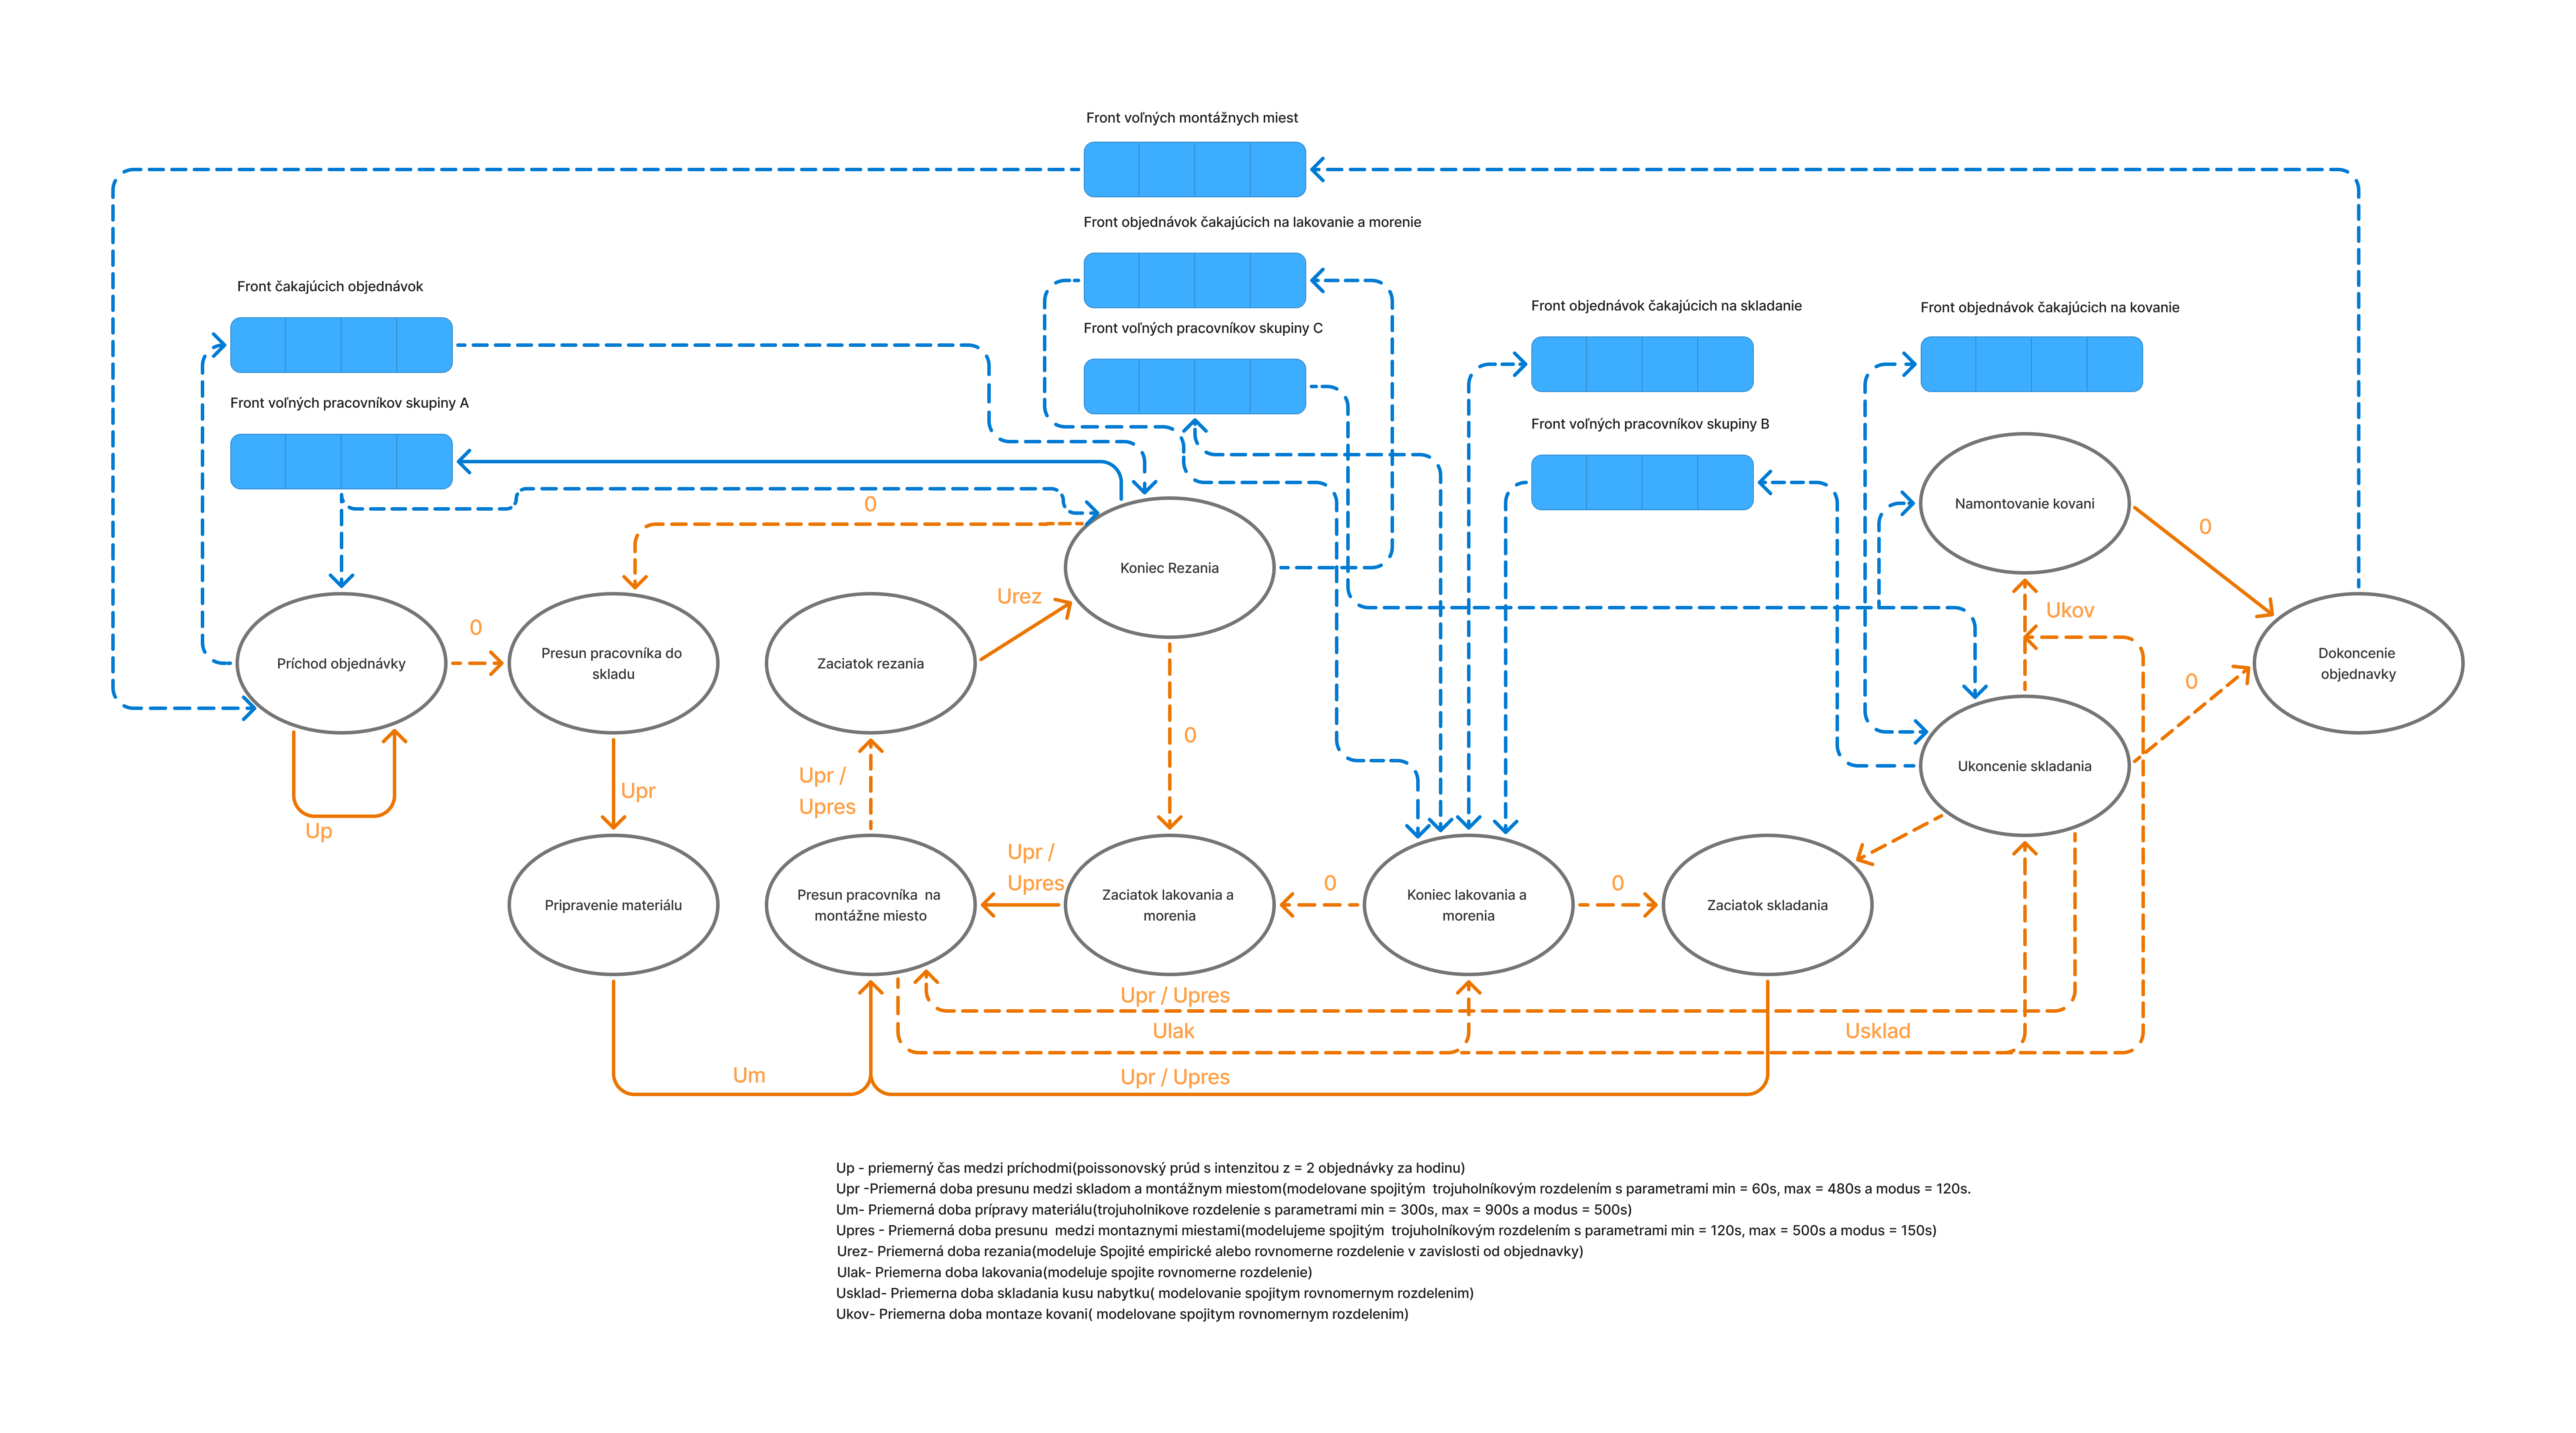 Front voľných montážnych miest
Front objednávok čakajúcich na lakovanie a morenie
Front čakajúcich objednávok
Front objednávok čakajúcich na skladanie
Front objednávok čakajúcich na kovanie
Front voľných pracovníkov skupiny C
Front voľných pracovníkov skupiny A
Front voľných pracovníkov skupiny B
0
Namontovanie kovani
0
Koniec Rezania
Urez
Ukov
0
Príchod objednávky
Presun pracovníka do
skladu
Zaciatok rezania
Dokoncenie
objednavky
0
0
Ukoncenie skladania
Upr
Upr /
Upres
Up
Upr /
Upres
0
0
Pripravenie materiálu
Presun pracovníka  na
montážne miesto
Zaciatok lakovania a
morenia
Koniec lakovania a
morenia
Zaciatok skladania
Upr / Upres
Ulak
Usklad
Um
Upr / Upres
Up - priemerný čas medzi príchodmi(poissonovský prúd s intenzitou z = 2 objednávky za hodinu)
Upr -Priemerná doba presunu medzi skladom a montážnym miestom(modelovane spojitým  trojuholníkovým rozdelením s parametrami min = 60s, max = 480s a modus = 120s.
Um- Priemerná doba prípravy materiálu(trojuholnikove rozdelenie s parametrami min = 300s, max = 900s a modus = 500s)
Upres - Priemerná doba presunu  medzi montaznymi miestami(modelujeme spojitým  trojuholníkovým rozdelením s parametrami min = 120s, max = 500s a modus = 150s)
Urez- Priemerná doba rezania(modeluje Spojité empirické alebo rovnomerne rozdelenie v zavislosti od objednavky)
Ulak- Priemerna doba lakovania(modeluje spojite rovnomerne rozdelenie)
Usklad- Priemerna doba skladania kusu nabytku( modelovanie spojitym rovnomernym rozdelenim)
Ukov- Priemerna doba montaze kovani( modelovane spojitym rovnomernym rozdelenim)